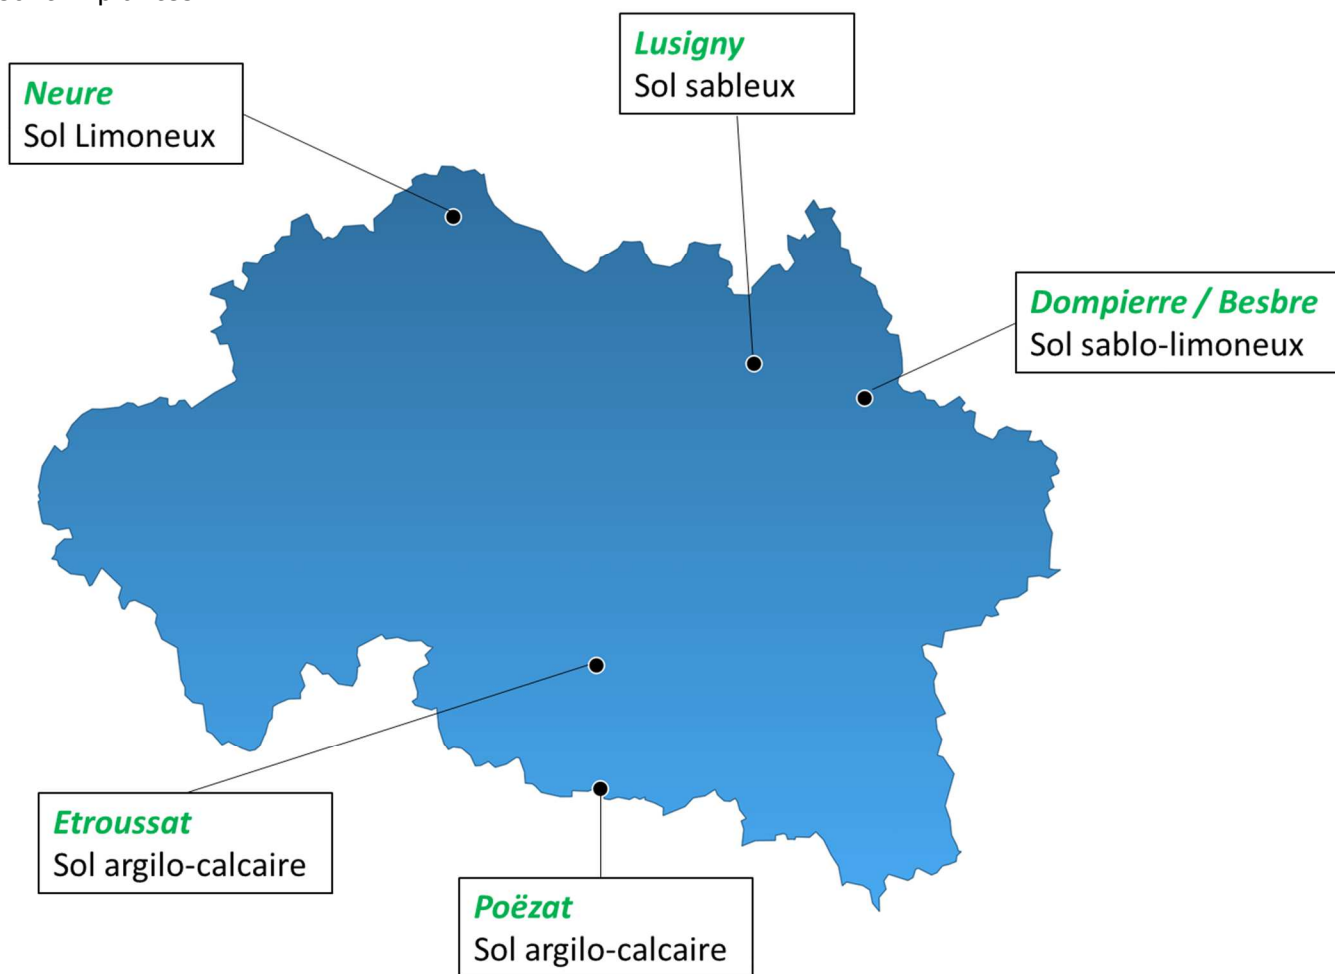 Lusigny
Sol sableux
Neure
Sol Limoneux
Dompierre / Besbre
Sol sablo-limoneux
Etroussat
Sol argilo-calcaire
Poëzat
Sol argilo-calcaire